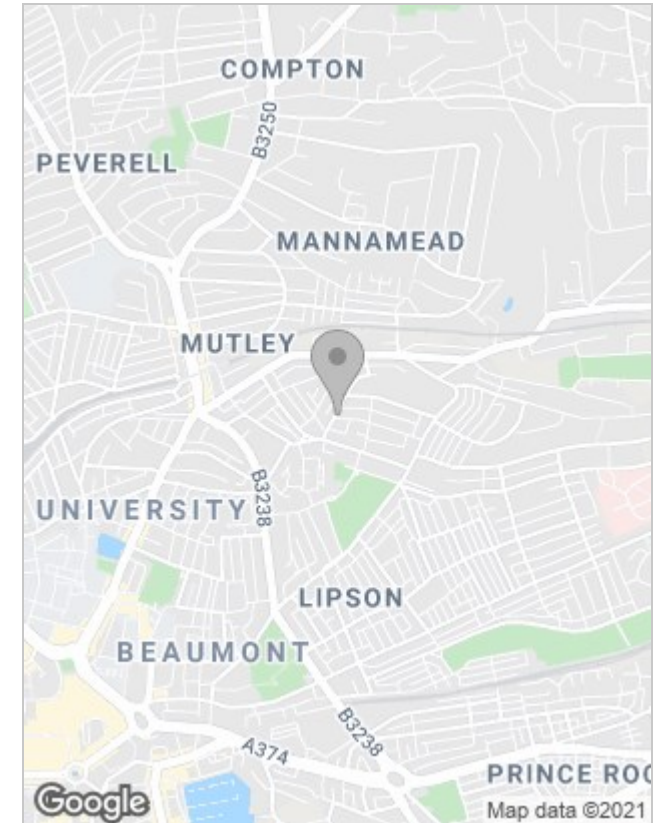 COMPTON
B3250
PEVERELL
MANNAMEAD
MUTLEY
UNIVERSITY
B3238
LIPSON
BEAUMONT
B3238
A374
PRINCE ROC
Google
Map data ©2021